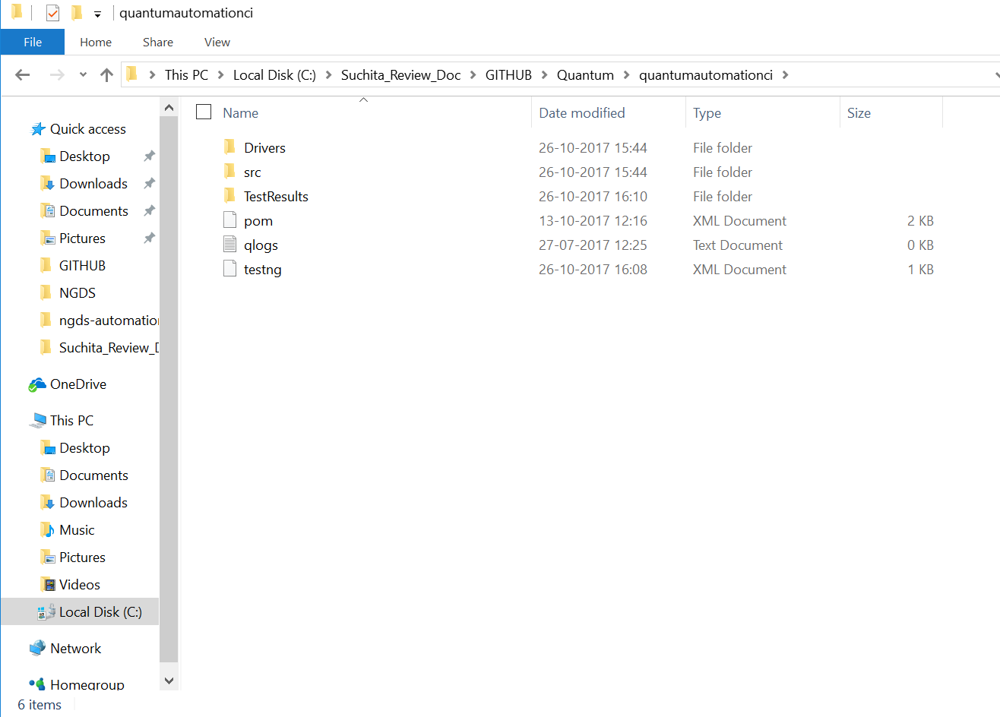 quantumautomationci
File Home Share View
This PC Local Disk (C:) Suchita_Review_Doc GITHUB Quantum quantumautomationci
Name Date modified Type Size
Quick access
Desktop
Downloads
Documents
Pictures
GITHUB
NGDS
ngds-automation
Suchita_Review_D
OneDrive
This PC
Desktop
Documents
Downloads
Music
Pictures
Videos
Local Disk (C:)
Network
Homegroup
Drivers 26-10-2017 15:44 File folder
src 26-10-2017 15:44 File folder
TestResults 26-10-2017 16:10 File folder
pom 13-10-2017 12:16 XML Document 2 KB
qlogs 27-07-2017 12:25 Text Document 0 KB
testng 26-10-2017 16:08 XML Document 1 KB
6 items